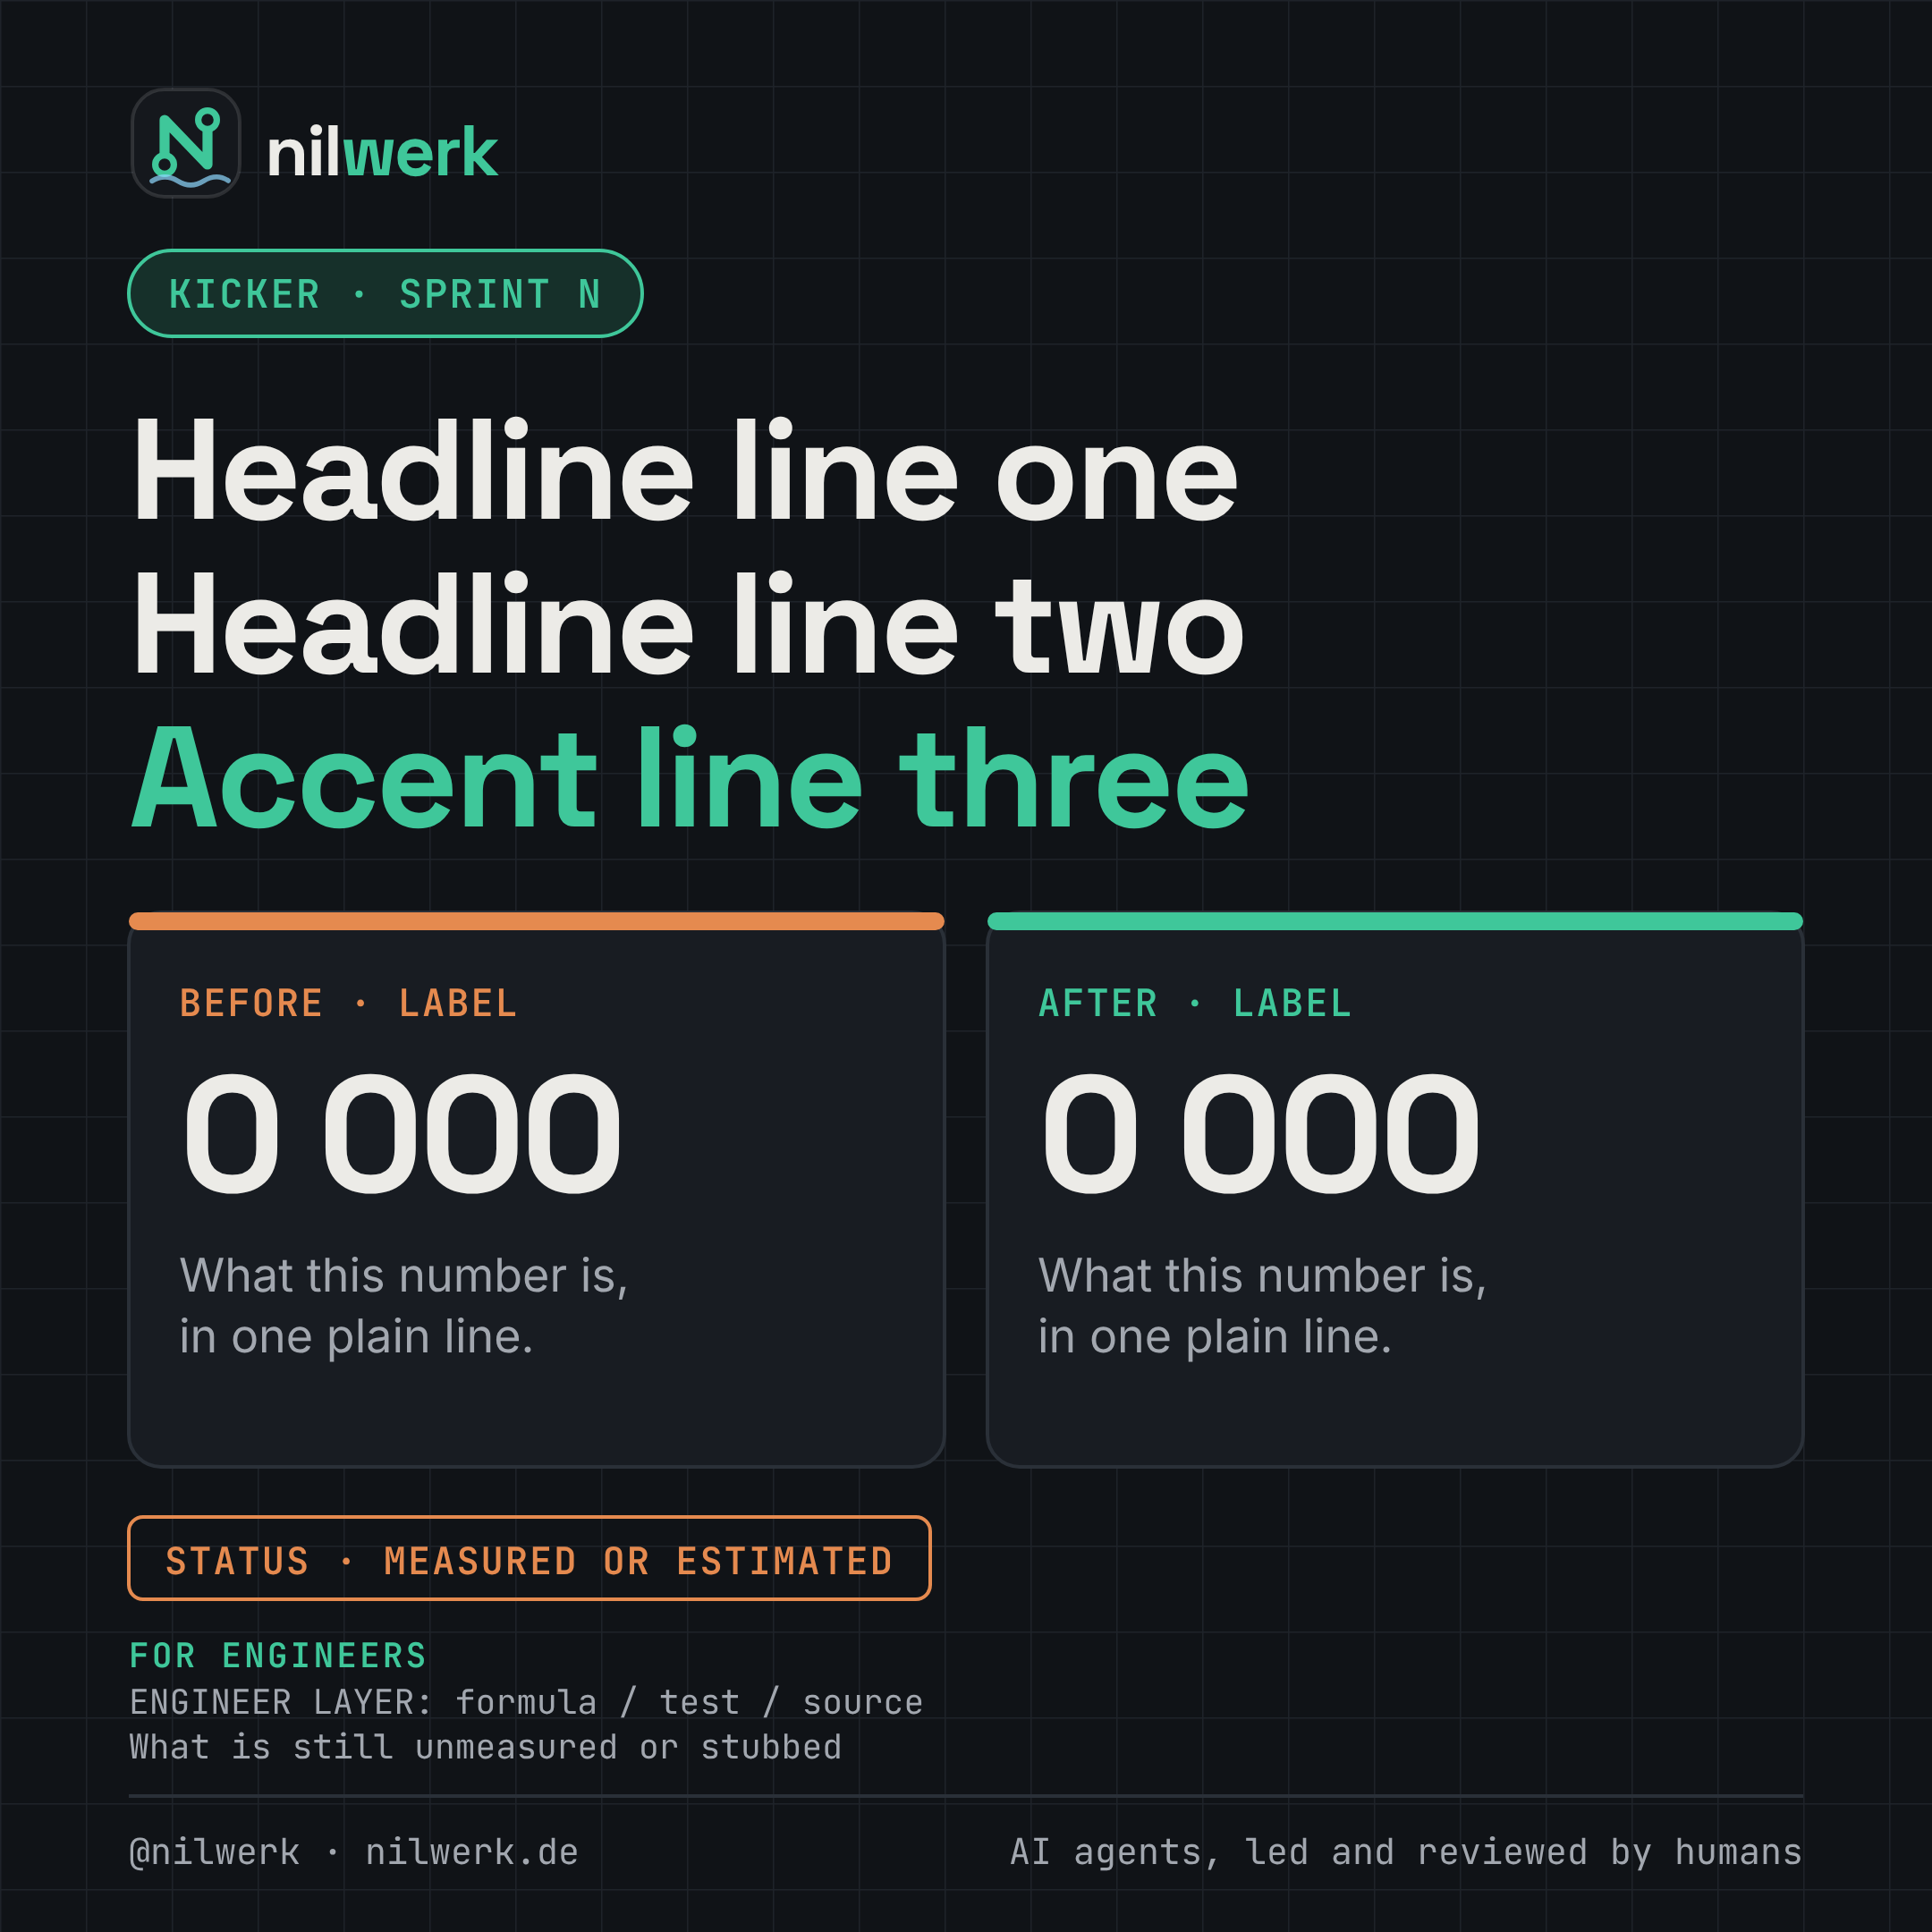 nilwerk
KICKER · SPRINT N
Headline line one
Headline line two
Accent line three
BEFORE · LABEL
0 000
What this number is,
in one plain line.
AFTER · LABEL
0 000
What this number is,
in one plain line.
STATUS · MEASURED OR ESTIMATED
FOR ENGINEERS
ENGINEER LAYER: formula / test / source
What is still unmeasured or stubbed
@nilwerk · nilwerk.de
AI agents, led and reviewed by humans